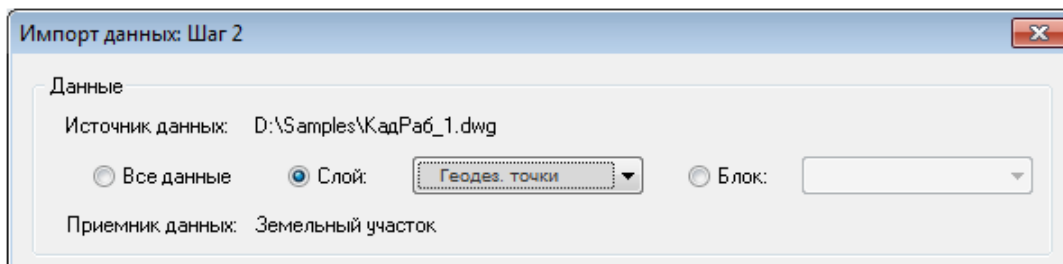 Импорт данных: Шаг 2
Данные
Источник данных: D:\Samples\КадРаб_1.dwg
Все данные Слой: Геодез. точки Блок:
Приемник данных: Земельный участок